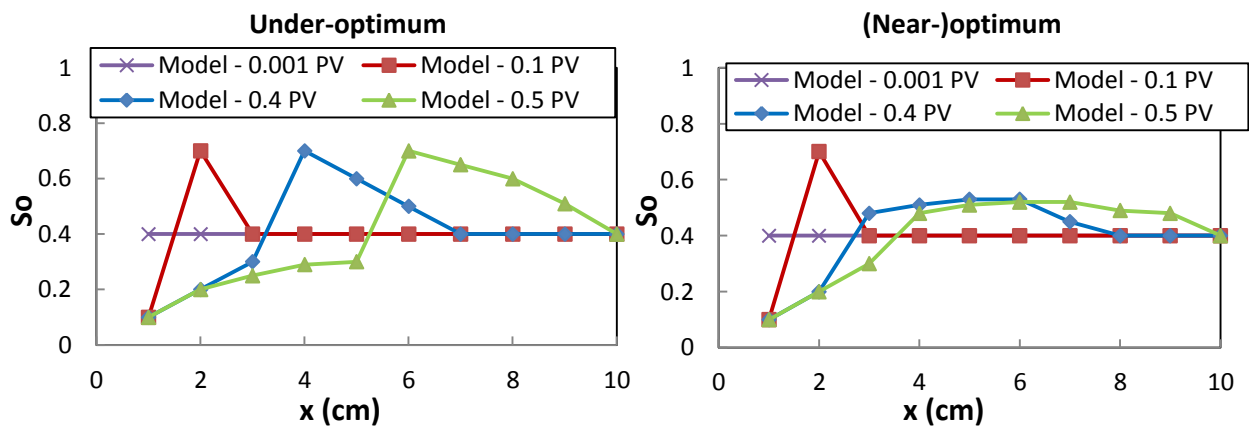 Under-optimum
Model - 0.001 PV Model - 0.1 PV
Model - 0.4 PV Model - 0.5 PV
1
0.8
0.6
0.4
0.2
0
So
0 2 4 6 8 10
x (cm)
(Near-)optimum
Model - 0.001 PV Model - 0.1 PV
Model - 0.4 PV Model - 0.5 PV
1
0.8
0.6
0.4
0.2
0
So
0 2 4 6 8 10
x (cm)